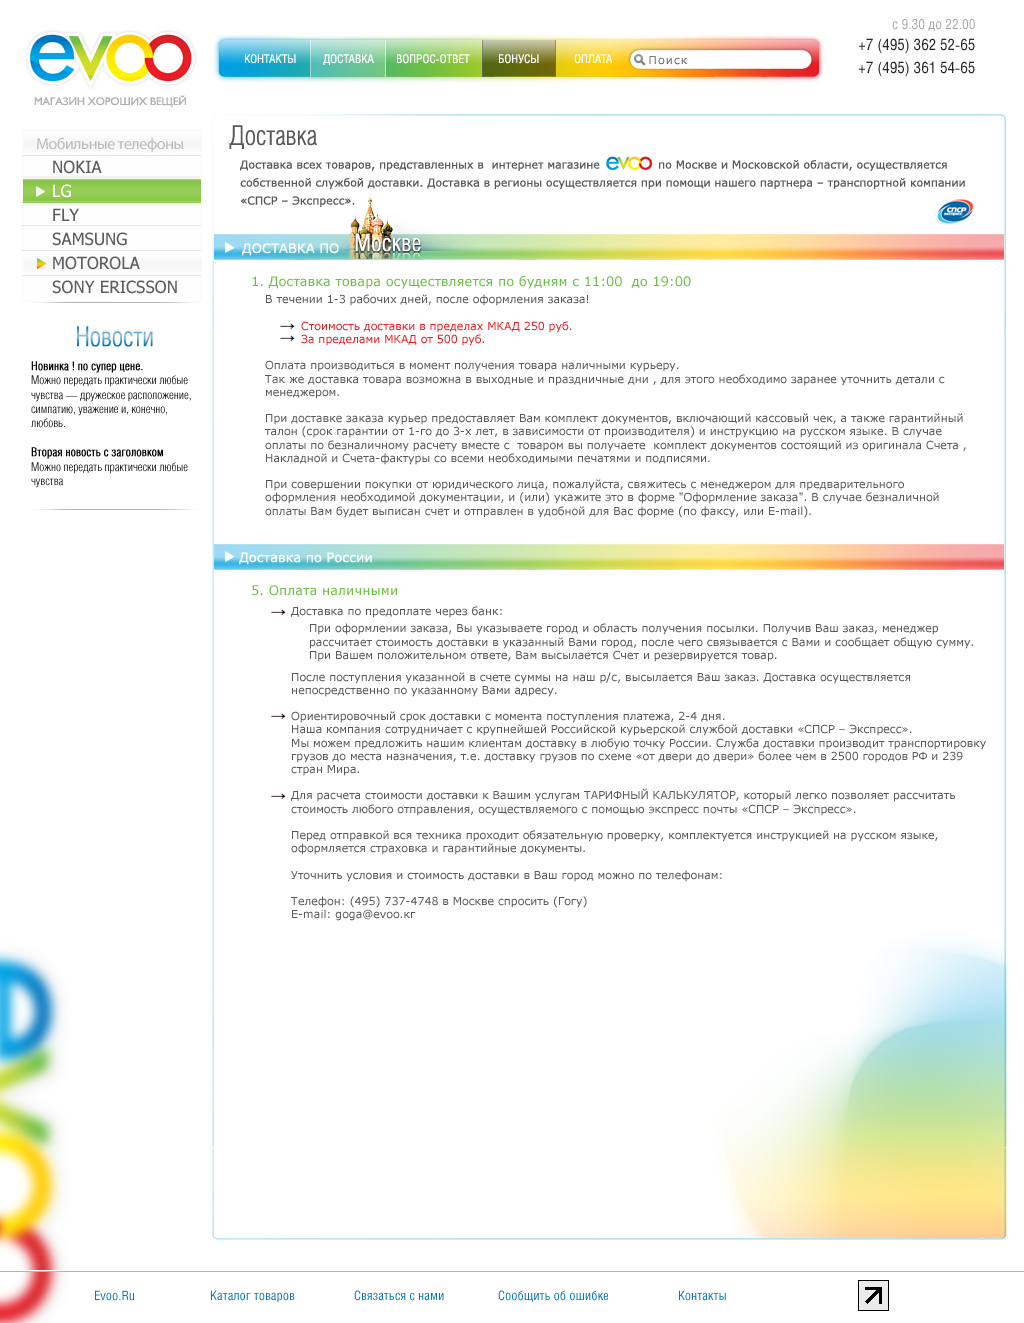 evoo
МАГАЗИН ХОРОШИХ ВЕЩЕЙ
КОНТАКТЫ
ДОСТАВКА
ВОПРОС-ОТВЕТ
БОНУСЫ
ОПЛАТА
Поиск
с 9.30 до 22.00
+7 (495) 362 52-65
+7 (495) 361 54-65
Мобильные телефоны
NOKIA
LG
FLY
SAMSUNG
MOTOROLA
SONY ERICSSON
Новости
Новинка ! по супер цене.
Можно передать практически любые
чувства — дружеское расположение,
симпатию, уважение и, конечно,
любовь.
Вторая новость с заголовком
Можно передать практически любые
чувства
Доставка
Доставка всех товаров, представленных в интернет магазине evoo по Москве и Московской области, осуществляется
собственной службой доставки. Доставка в регионы осуществляется при помощи нашего партнера – транспортной компании
«СПСР – Экспресс».
СПСР
экспресс
ДОСТАВКА ПО Москве
1. Доставка товара осуществляется по будням с 11:00 до 19:00
В течении 1-3 рабочих дней, после оформления заказа!
Стоимость доставки в пределах МКАД 250 руб.
За пределами МКАД от 500 руб.
Оплата производиться в момент получения товара наличными курьеру.
Так же доставка товара возможна в выходные и праздничные дни , для этого необходимо заранее уточнить детали с
менеджером.
При доставке заказа курьер предоставляет Вам комплект документов, включающий кассовый чек, а также гарантийный
талон (срок гарантии от 1-го до 3-х лет, в зависимости от производителя) и инструкцию на русском языке. В случае
оплаты по безналичному расчету вместе с товаром вы получаете комплект документов состоящий из оригинала Счета ,
Накладной и Счета-фактуры со всеми необходимыми печатями и подписями.
При совершении покупки от юридического лица, пожалуйста, свяжитесь с менеджером для предварительного
оформления необходимой документации, и (или) укажите это в форме "Оформление заказа". В случае безналичной
оплаты Вам будет выписан счет и отправлен в удобной для Вас форме (по факсу, или E-mail).
Доставка по России
5. Оплата наличными
Доставка по предоплате через банк:
При оформлении заказа, Вы указываете город и область получения посылки. Получив Ваш заказ, менеджер
рассчитает стоимость доставки в указанный Вами город, после чего связывается с Вами и сообщает общую сумму.
При Вашем положительном ответе, Вам высылается Счет и резервируется товар.
После поступления указанной в счете суммы на наш р/с, высылается Ваш заказ. Доставка осуществляется
непосредственно по указанному Вами адресу.
Ориентировочный срок доставки с момента поступления платежа, 2-4 дня.
Наша компания сотрудничает с крупнейшей Российской курьерской службой доставки «СПСР – Экспресс».
Мы можем предложить нашим клиентам доставку в любую точку России. Служба доставки производит транспортировку
грузов до места назначения, т.е. доставку грузов по схеме «от двери до двери» более чем в 2500 городов РФ и 239
стран Мира.
Для расчета стоимости доставки к Вашим услугам ТАРИФНЫЙ КАЛЬКУЛЯТОР, который легко позволяет рассчитать
стоимость любого отправления, осуществляемого с помощью экспресс почты «СПСР – Экспресс».
Перед отправкой вся техника проходит обязательную проверку, комплектуется инструкцией на русском языке,
оформляется страховка и гарантийные документы.
Уточнить условия и стоимость доставки в Ваш город можно по телефонам:
Телефон: (495) 737-4748 в Москве спросить (Гогу)
E-mail: goga@evoo.кг
Evoo.Ru
Каталог товаров
Связаться с нами
Сообщить об ошибке
Контакты